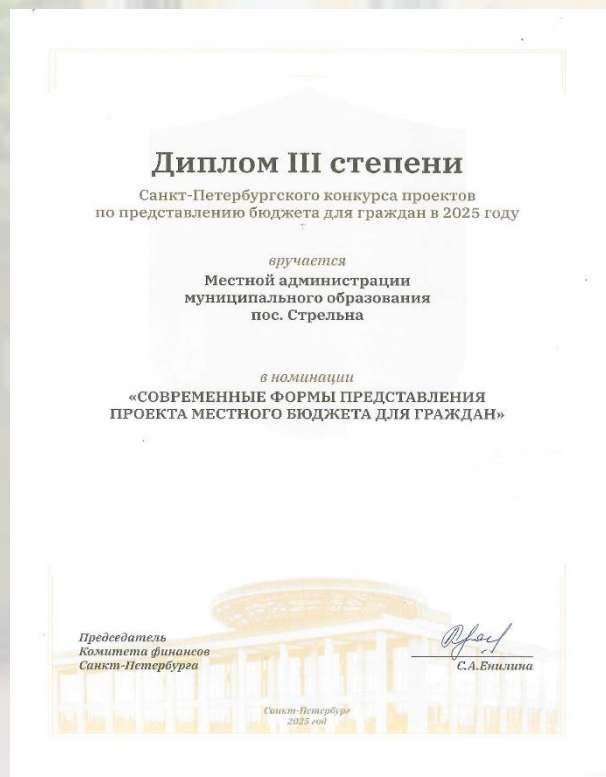 Диплом III степени
Санкт-Петербургского конкурса проектов
по представлению бюджета для граждан в 2025 году
вручается
Местной администрации
муниципального образования
пос. Стрельна
в номинации
«СОВРЕМЕННЫЕ ФОРМЫ ПРЕДСТАВЛЕНИЯ
ПРОЕКТА МЕСТНОГО БЮДЖЕТА ДЛЯ ГРАЖДАН»
Председатель
Комитета финансов
Санкт-Петербурга
С.А.Енилина
Санкт-Петербург
2025 год